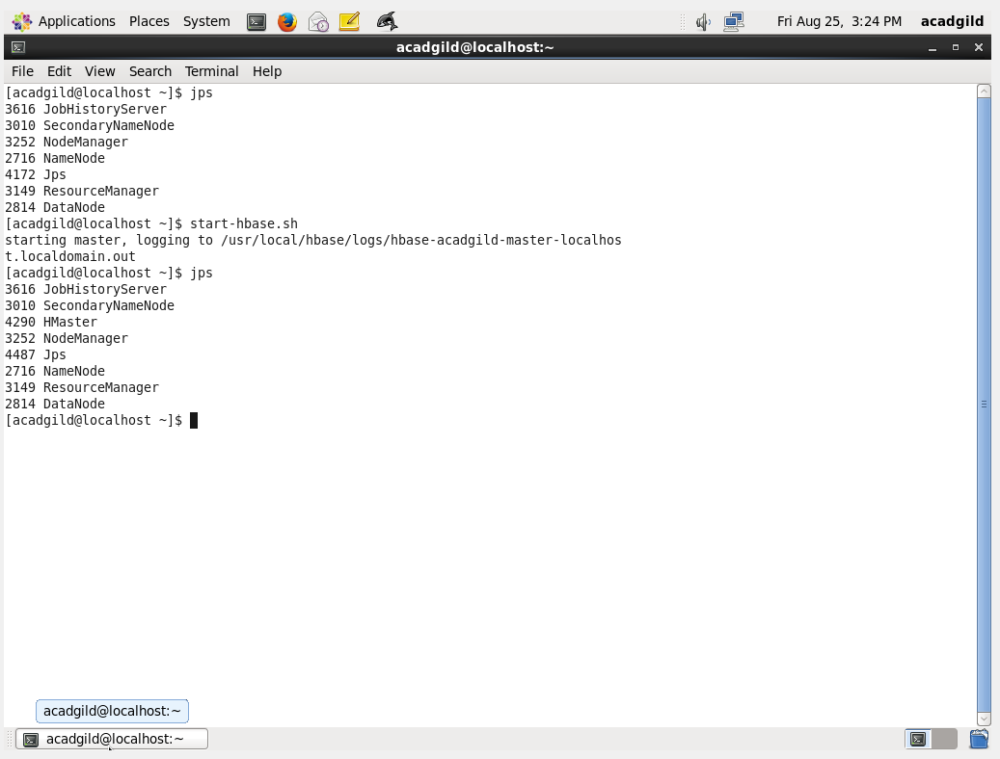 Applications Places System Fri Aug 25, 3:24 PM acadgild
acadgild@localhost:~
File Edit View Search Terminal Help
[acadgild@localhost ~]$ jps
3616 JobHistoryServer
3010 SecondaryNameNode
3252 NodeManager
2716 NameNode
4172 Jps
3149 ResourceManager
2814 DataNode
[acadgild@localhost ~]$ start-hbase.sh
starting master, logging to /usr/local/hbase/logs/hbase-acadgild-master-localhos
t.localdomain.out
[acadgild@localhost ~]$ jps
3616 JobHistoryServer
3010 SecondaryNameNode
4290 HMaster
3252 NodeManager
4487 Jps
2716 NameNode
3149 ResourceManager
2814 DataNode
[acadgild@localhost ~]$
acadgild@localhost:~
acadgild@localhost:~